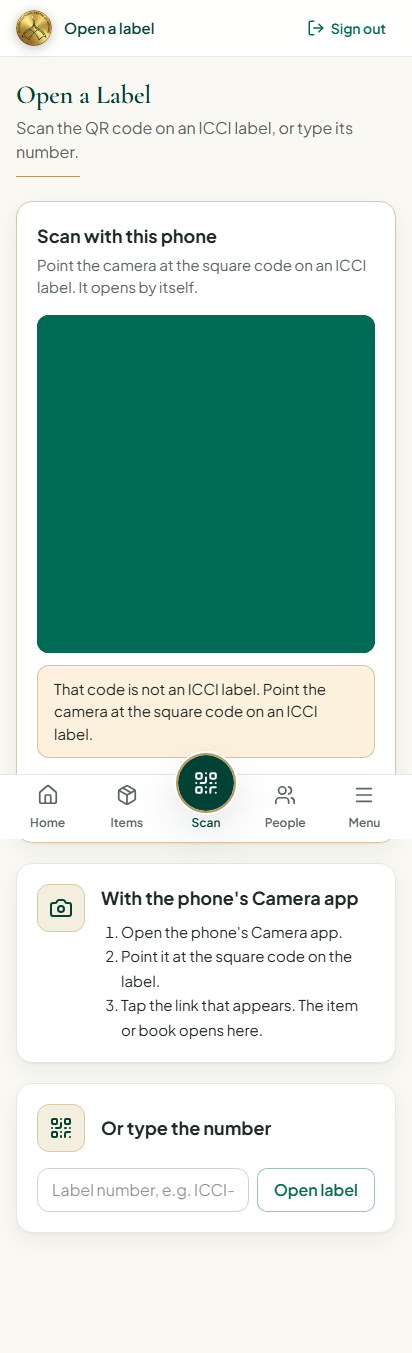 Open a label
Sign out
Open a Label
Scan the QR code on an ICCI label, or type its
number.
Scan with this phone
Point the camera at the square code on an ICCI
label. It opens by itself.
That code is not an ICCI label. Point the
camera at the square code on an ICCI
label.
Home
Items
Scan
People
Menu
With the phone's Camera app
1. Open the phone's Camera app.
2. Point it at the square code on the
label.
3. Tap the link that appears. The item
or book opens here.
Or type the number
Label number, e.g. ICCI-
Open label